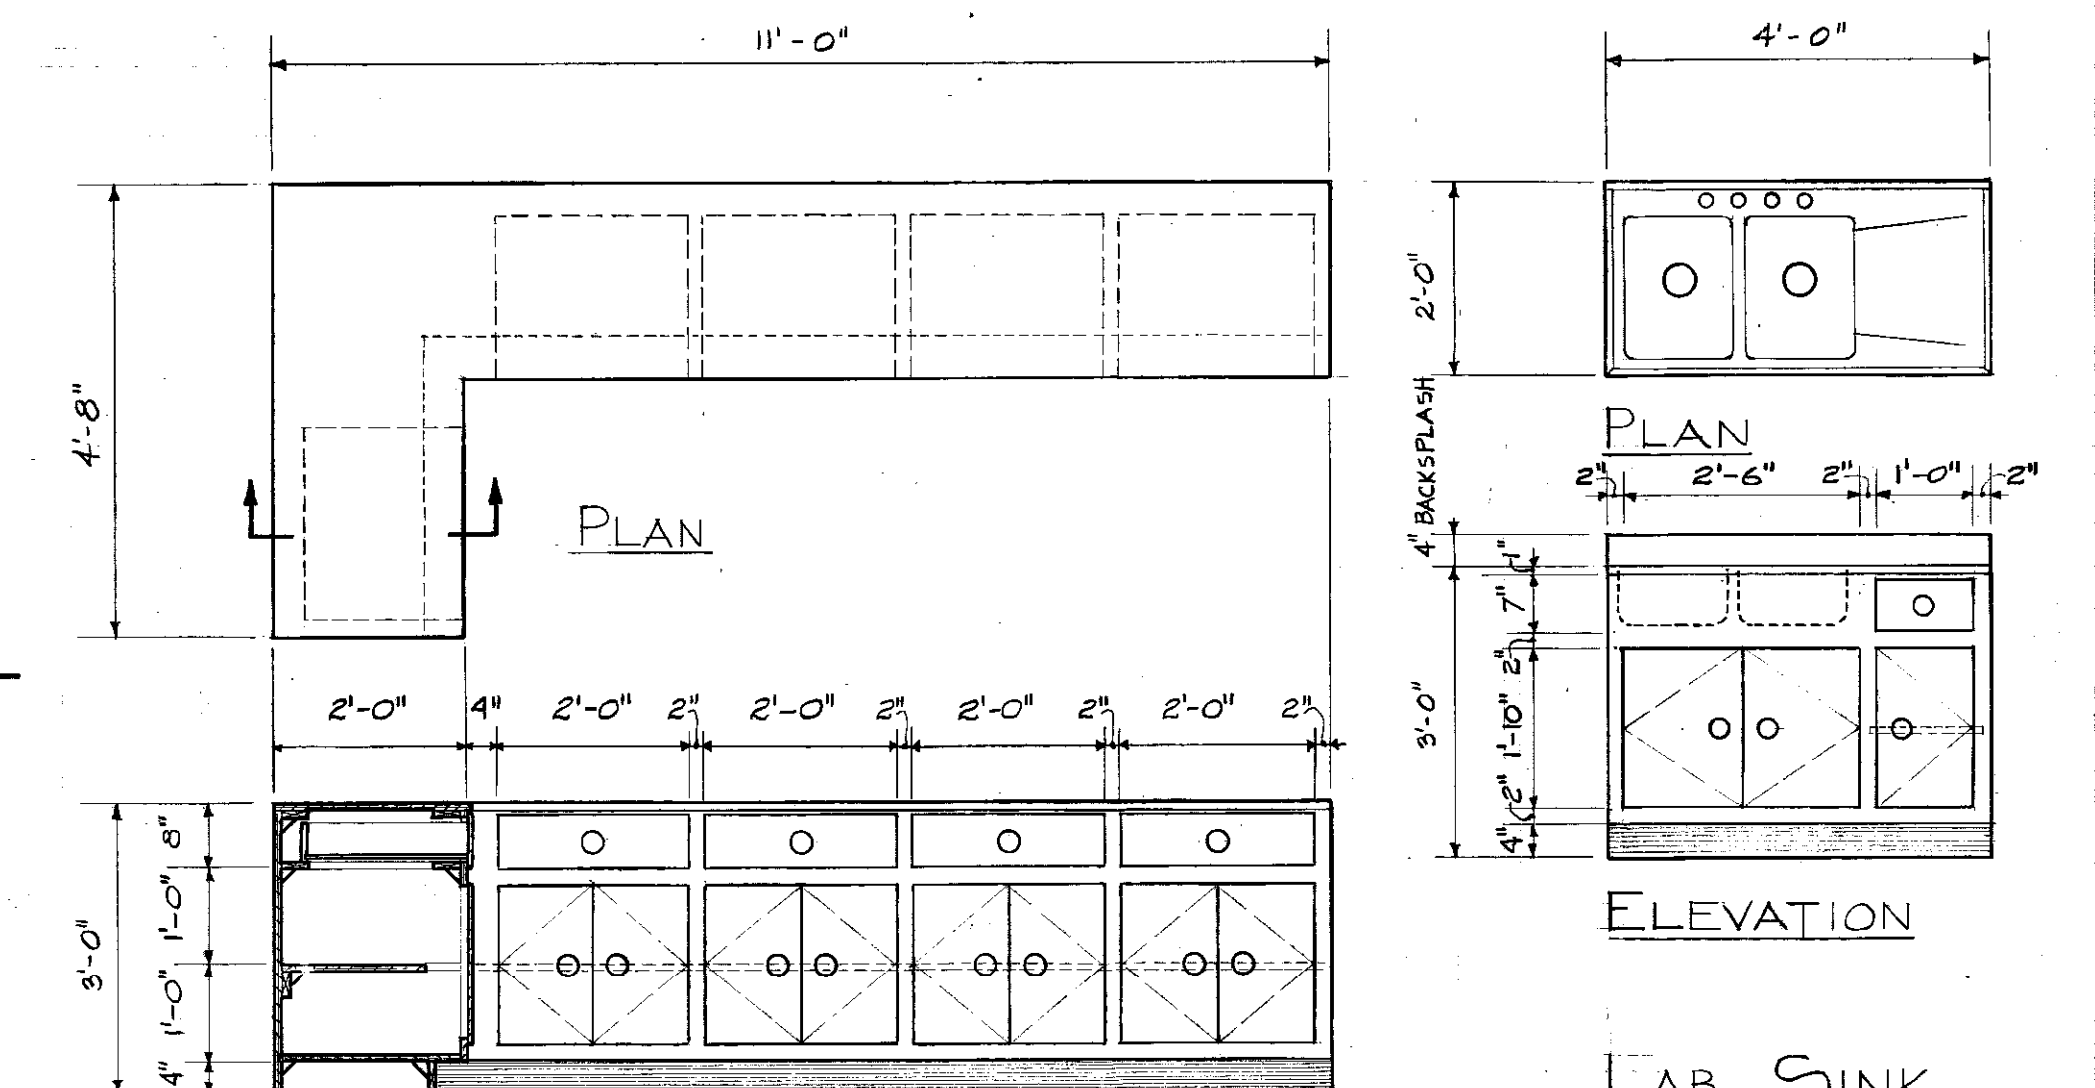 11'-0"
4'-0"
4'-8"
2'-0"
PLAN
4" BACKSPLASH
2" 2'-6" 2" 1'-0" 2"
PLAN
1"
7"
2"
1'-10"
2"
4"
3'-0"
2'-0" 4" 2'-0" 2" 2'-0" 2" 2'-0" 2" 2'-0" 2"
8"
1'-0"
1'-0"
4"
3'-0"
ELEVATION
LAB SINK